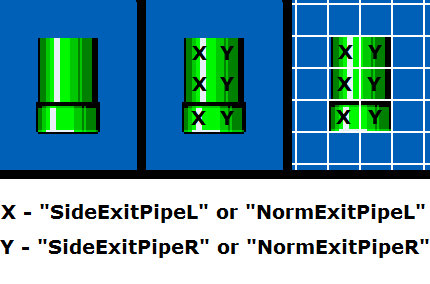 X Y X Y
X Y X Y
X Y X Y
X - "SideExitPipeL" or "NormExitPipeL"
Y - "SideExitPipeR" or "NormExitPipeR"